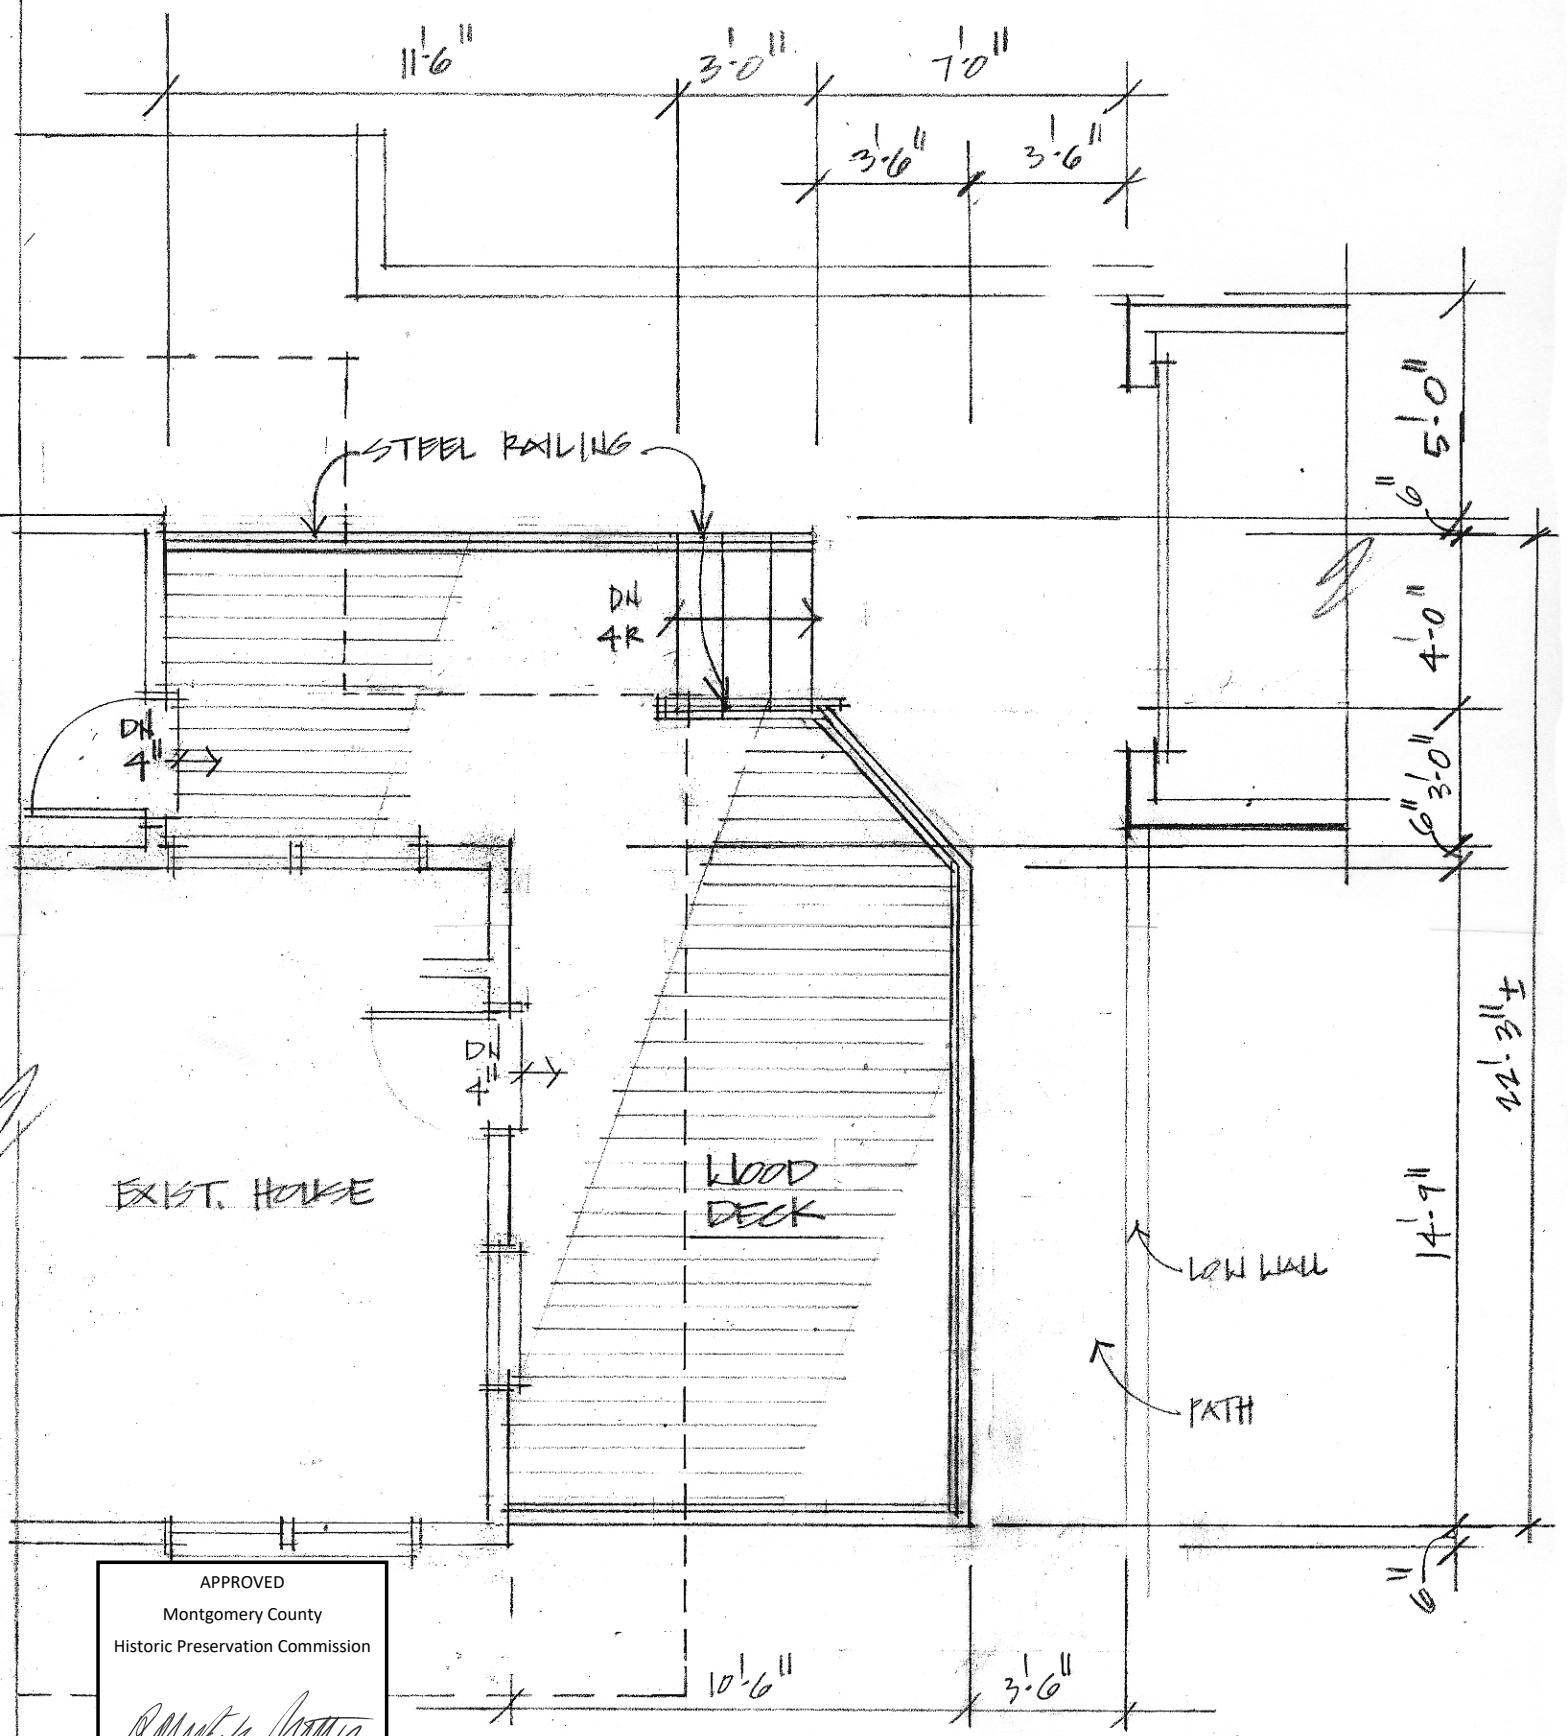 11'-6"
3'-0"
7'-0"
3'-6"
3'-6"
5'-0"
6"
STEEL RAILING
DN
4R
4'-0"
DN
4"
3'-0"
6"
22'-3"±
DN
4"
WOOD
DECK
EXIST. HOUSE
14'-9"
LOW WALL
PATH
6"
APPROVED
Montgomery County
Historic Preservation Commission
10'-6"
3'-6"